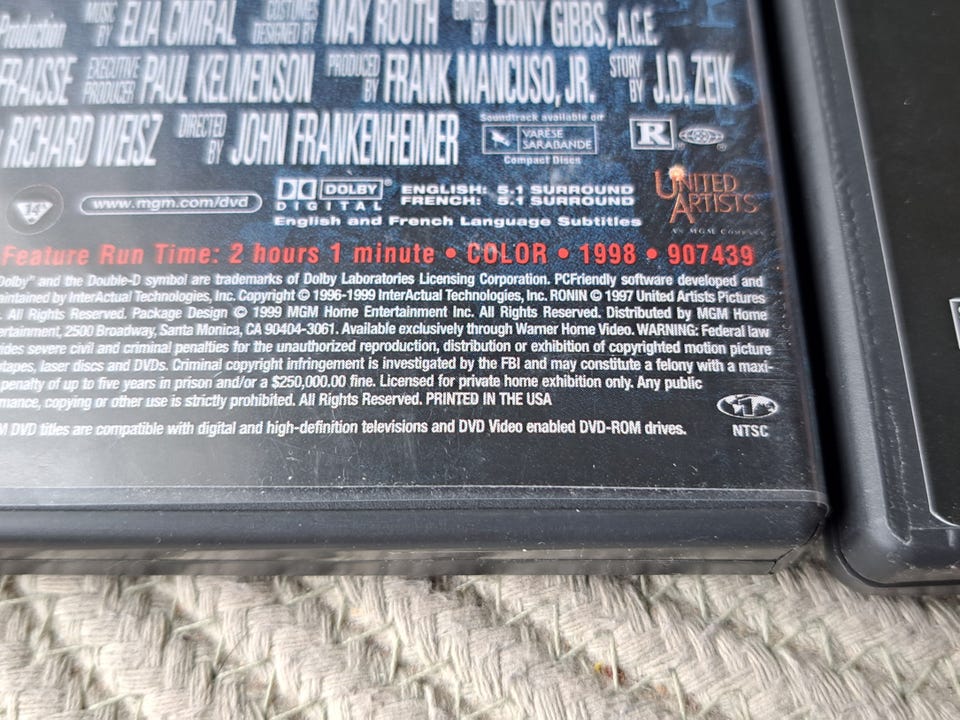 Production MUSIC BY ELIA CMIRAL COSTUMES DESIGNED BY MAY ROUTH EDITED BY TONY GIBBS, A.C.E.
FRAISSE EXECUTIVE PRODUCER PAUL KELMENSON PRODUCED BY FRANK MANCUSO, JR. STORY BY J.D. ZEIK
RICHARD WEISZ DIRECTED BY JOHN FRANKENHEIMER
Soundtrack available on
VARÈSE
SARABANDE
Compact Discs
R
14
www.mgm.com/dvd
DOLBY®
DIGITAL
ENGLISH: 5.1 SURROUND
FRENCH: 5.1 SURROUND
English and French Language Subtitles
UNITED
ARTISTS
AN MGM COMPANY
Feature Run Time: 2 hours 1 minute • COLOR • 1998 • 907439
Dolby" and the Double-D symbol are trademarks of Dolby Laboratories Licensing Corporation. PCFriendly software developed and
aintained by InterActual Technologies, Inc. Copyright © 1996-1999 InterActual Technologies, Inc. RONIN © 1997 United Artists Pictures
. All Rights Reserved. Package Design © 1999 MGM Home Entertainment Inc. All Rights Reserved. Distributed by MGM Home
ertainment, 2500 Broadway, Santa Monica, CA 90404-3061. Available exclusively through Warner Home Video. WARNING: Federal law
ides severe civil and criminal penalties for the unauthorized reproduction, distribution or exhibition of copyrighted motion picture
tapes, laser discs and DVDs. Criminal copyright infringement is investigated by the FBI and may constitute a felony with a maxi-
penalty of up to five years in prison and/or a $250,000.00 fine. Licensed for private home exhibition only. Any public
mance, copying or other use is strictly prohibited. All Rights Reserved. PRINTED IN THE USA
M DVD titles are compatible with digital and high-definition televisions and DVD Video enabled DVD-ROM drives.
1
NTSC